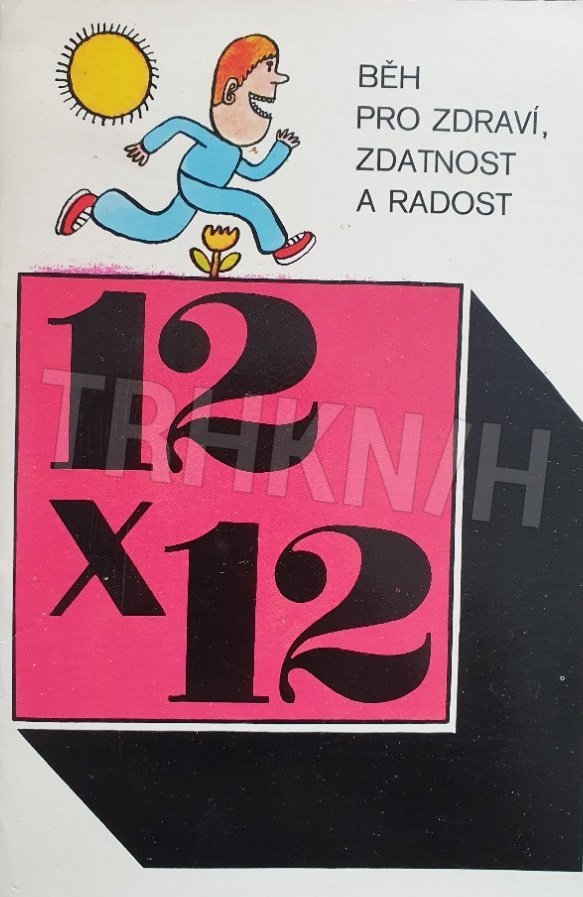 BĚH
PRO ZDRAVÍ,
ZDATNOST
A RADOST
12
x 12
TRHKNIH